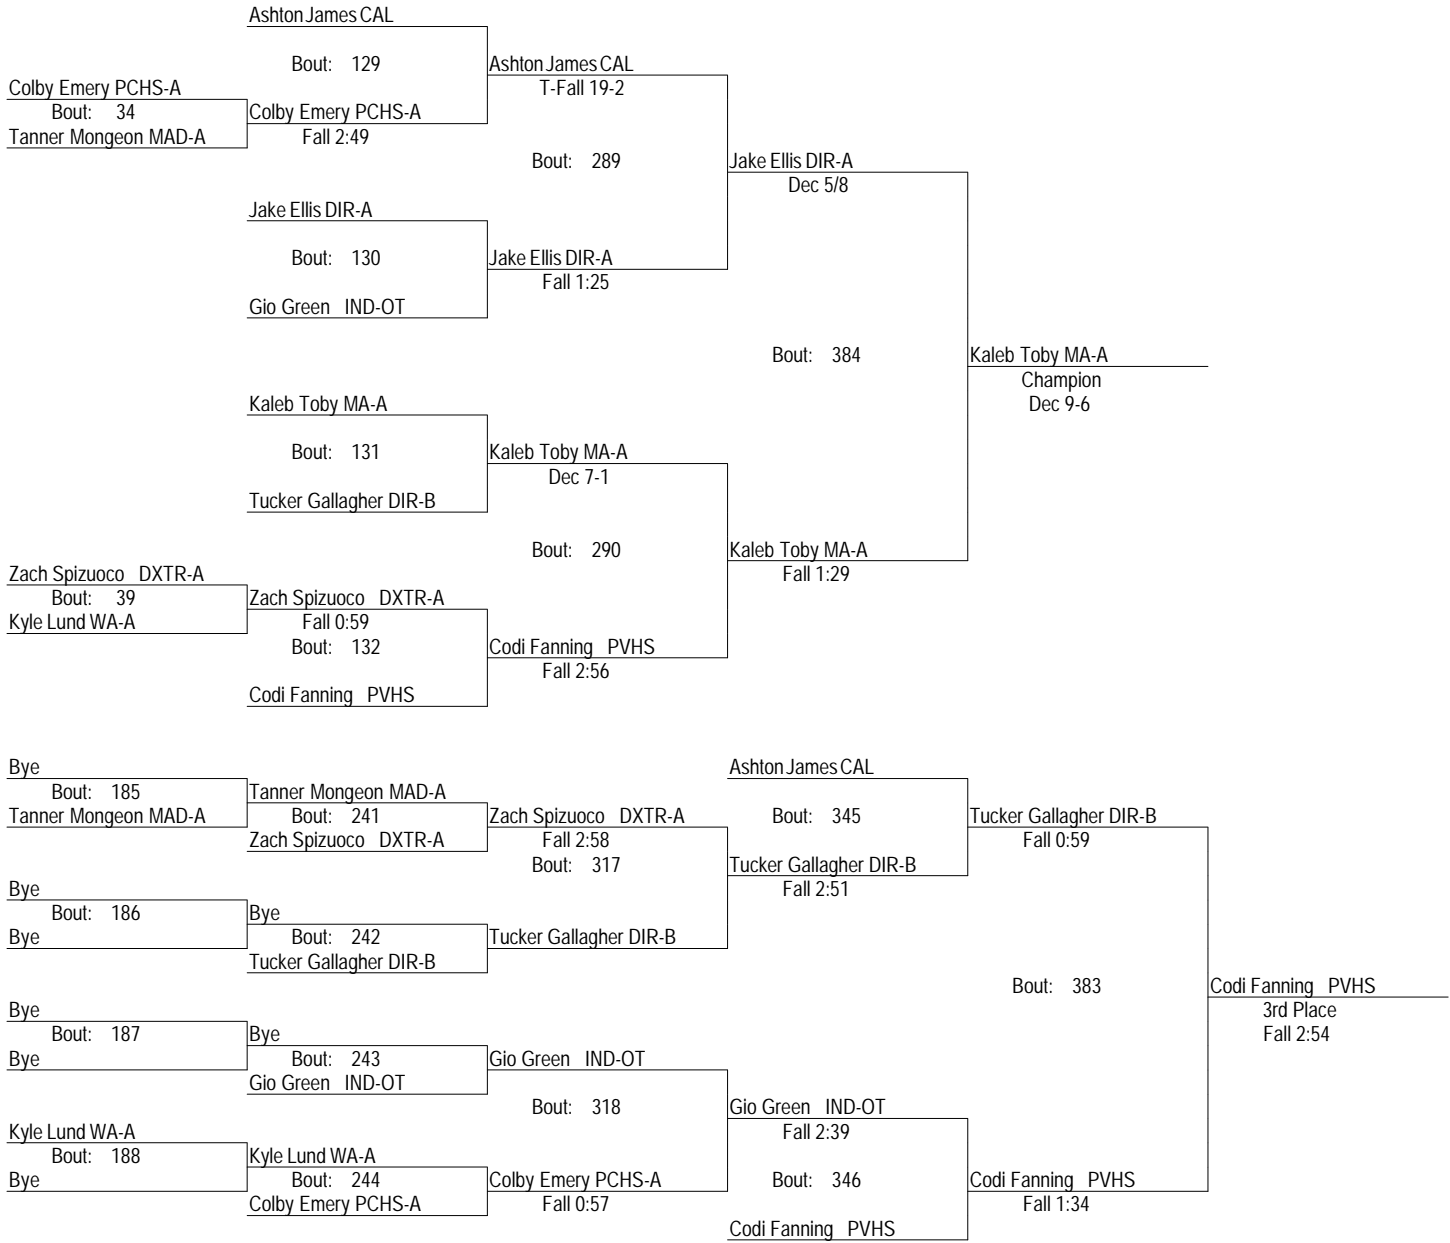 Ashton James CAL
Bout: 129
Ashton James CAL
Colby Emery PCHS-A
T-Fall 19-2
Bout: 34
Colby Emery PCHS-A
Tanner Mongeon MAD-A
Fall 2:49
Bout: 289
Jake Ellis DIR-A
Dec 5/8
Jake Ellis DIR-A
Bout: 130
Jake Ellis DIR-A
Fall 1:25
Gio Green IND-OT
Bout: 384
Kaleb Toby MA-A
Champion
Dec 9-6
Kaleb Toby MA-A
Bout: 131
Kaleb Toby MA-A
Dec 7-1
Tucker Gallagher DIR-B
Bout: 290
Kaleb Toby MA-A
Fall 1:29
Zach Spizuoco DXTR-A
Bout: 39
Zach Spizuoco DXTR-A
Kyle Lund WA-A
Fall 0:59
Bout: 132
Codi Fanning PVHS
Fall 2:56
Codi Fanning PVHS
Bye
Ashton James CAL
Bout: 185
Tanner Mongeon MAD-A
Tanner Mongeon MAD-A
Bout: 241
Zach Spizuoco DXTR-A
Bout: 345
Tucker Gallagher DIR-B
Zach Spizuoco DXTR-A
Fall 2:58
Fall 0:59
Bout: 317
Tucker Gallagher DIR-B
Bye
Fall 2:51
Bout: 186
Bye
Bye
Bout: 242
Tucker Gallagher DIR-B
Tucker Gallagher DIR-B
Bout: 383
Codi Fanning PVHS
Bye
3rd Place
Bout: 187
Bye
Fall 2:54
Bye
Bout: 243
Gio Green IND-OT
Gio Green IND-OT
Bout: 318
Gio Green IND-OT
Kyle Lund WA-A
Fall 2:39
Bout: 188
Kyle Lund WA-A
Bye
Bout: 244
Colby Emery PCHS-A
Bout: 346
Codi Fanning PVHS
Colby Emery PCHS-A
Fall 0:57
Fall 1:34
Codi Fanning PVHS